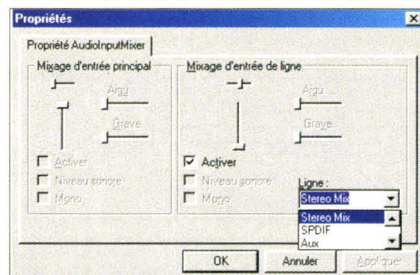 Propriétés
Propriété AudioInputMixer
Mixage d'entrée principal
Aigu
Grave
Activer
Niveau sonore
Mono
Mixage d'entrée de ligne
Aigu
Grave
Activer
Niveau sonore
Mono
Ligne :
Stereo Mix
Stereo Mix
SPDIF
Aux
OK
Annuler
Appliquer